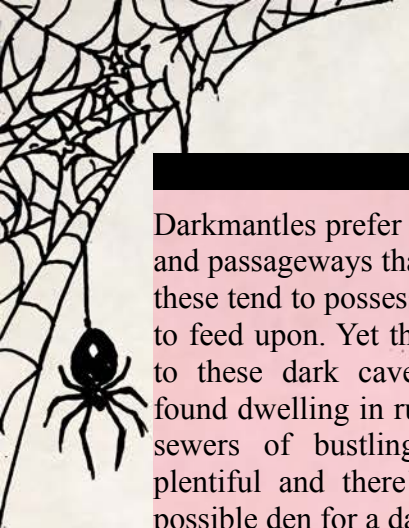 Darkmantles prefer
and passageways tha
these tend to posses
to feed upon. Yet th
to these dark cave
found dwelling in ru
sewers of bustling
plentiful and there
possible den for a da